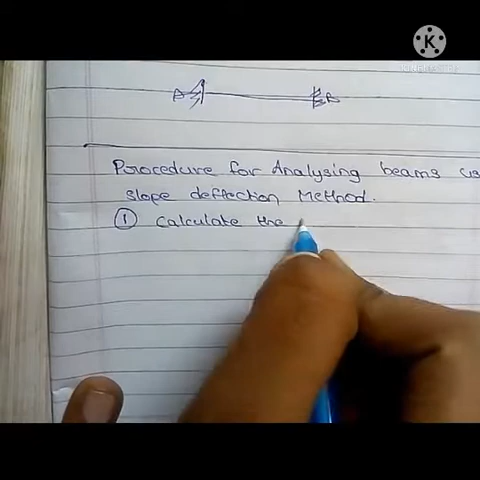 A B
Procedure for Analysing beams
slope deflection Method.
① Calculate the